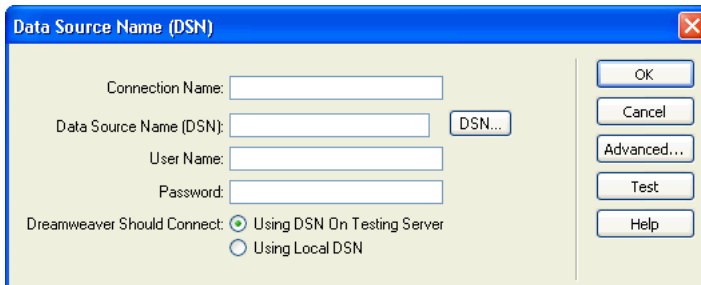 Data Source Name (DSN)
Connection Name:
Data Source Name (DSN):
DSN...
User Name:
Password:
Dreamweaver Should Connect:
Using DSN On Testing Server
Using Local DSN
OK
Cancel
Advanced...
Test
Help